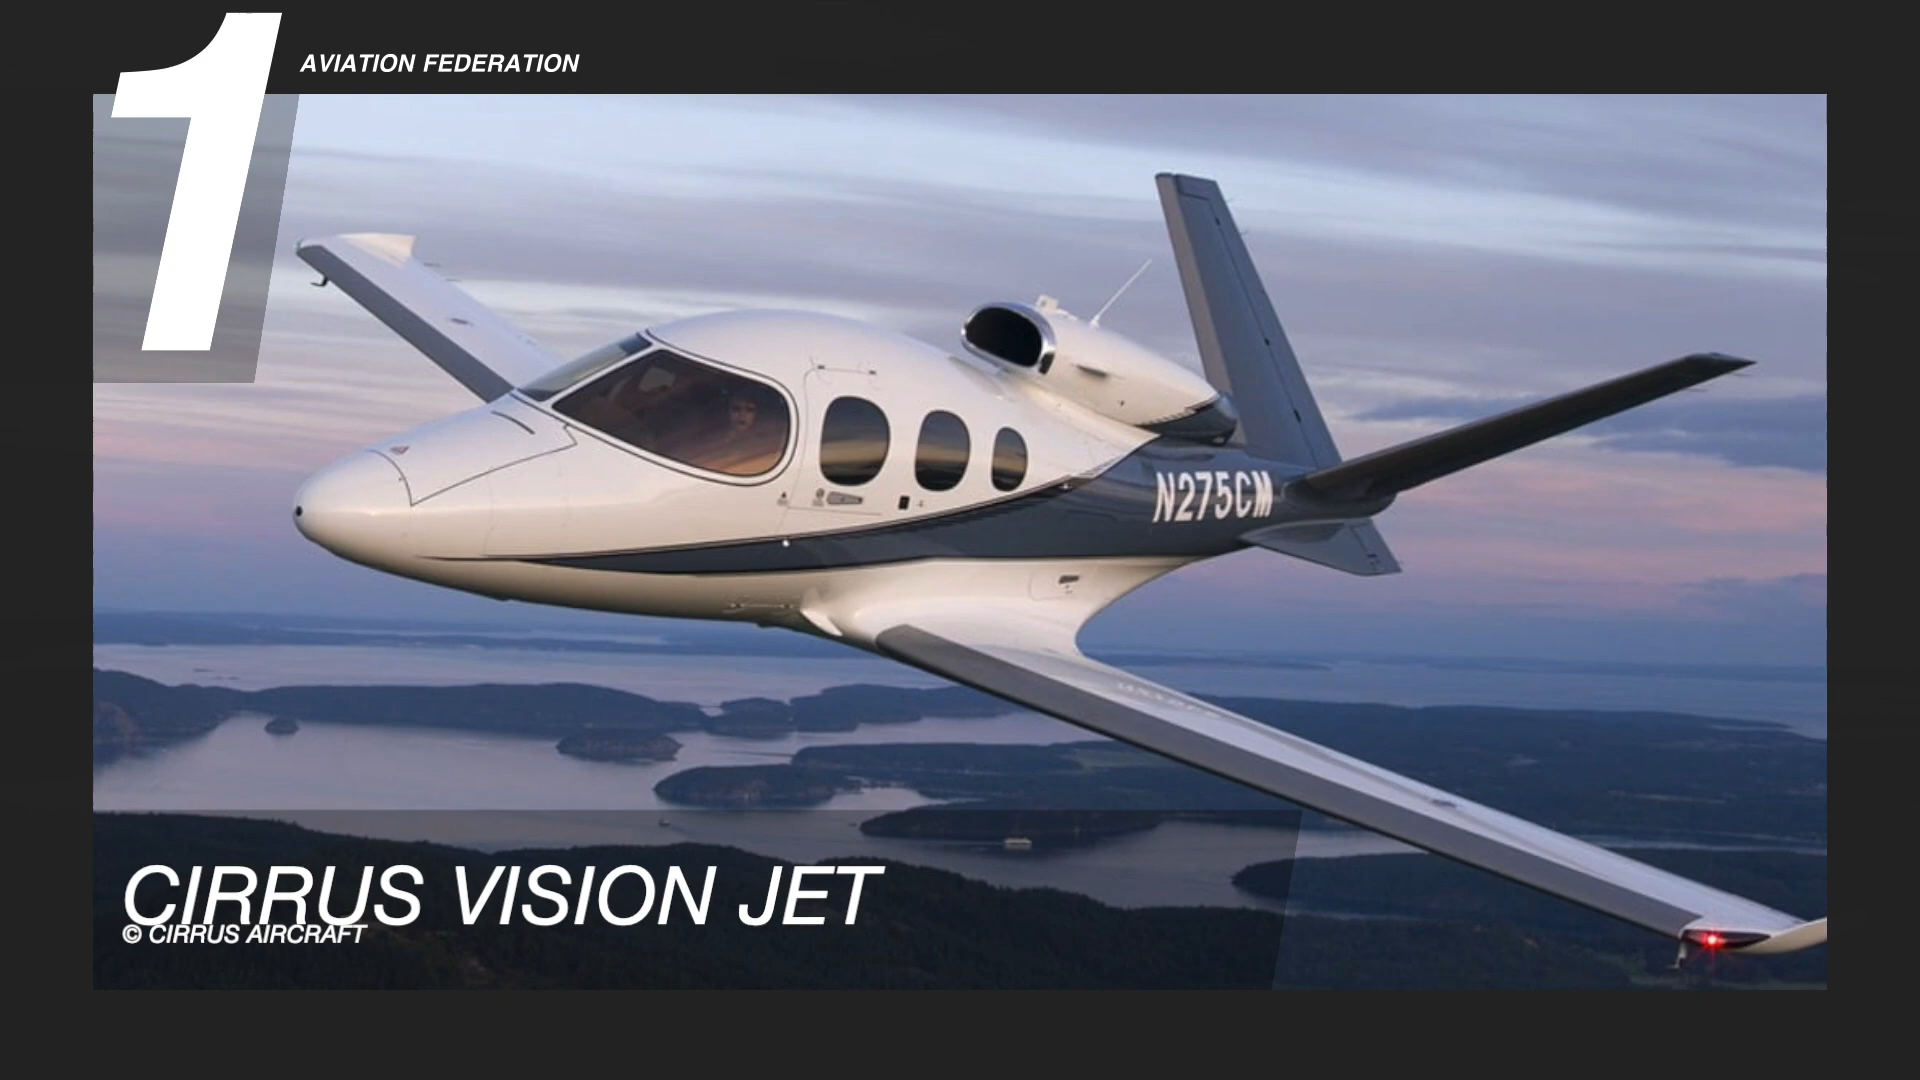 1
AVIATION FEDERATION
N275CM
CIRRUS VISION JET
© CIRRUS AIRCRAFT